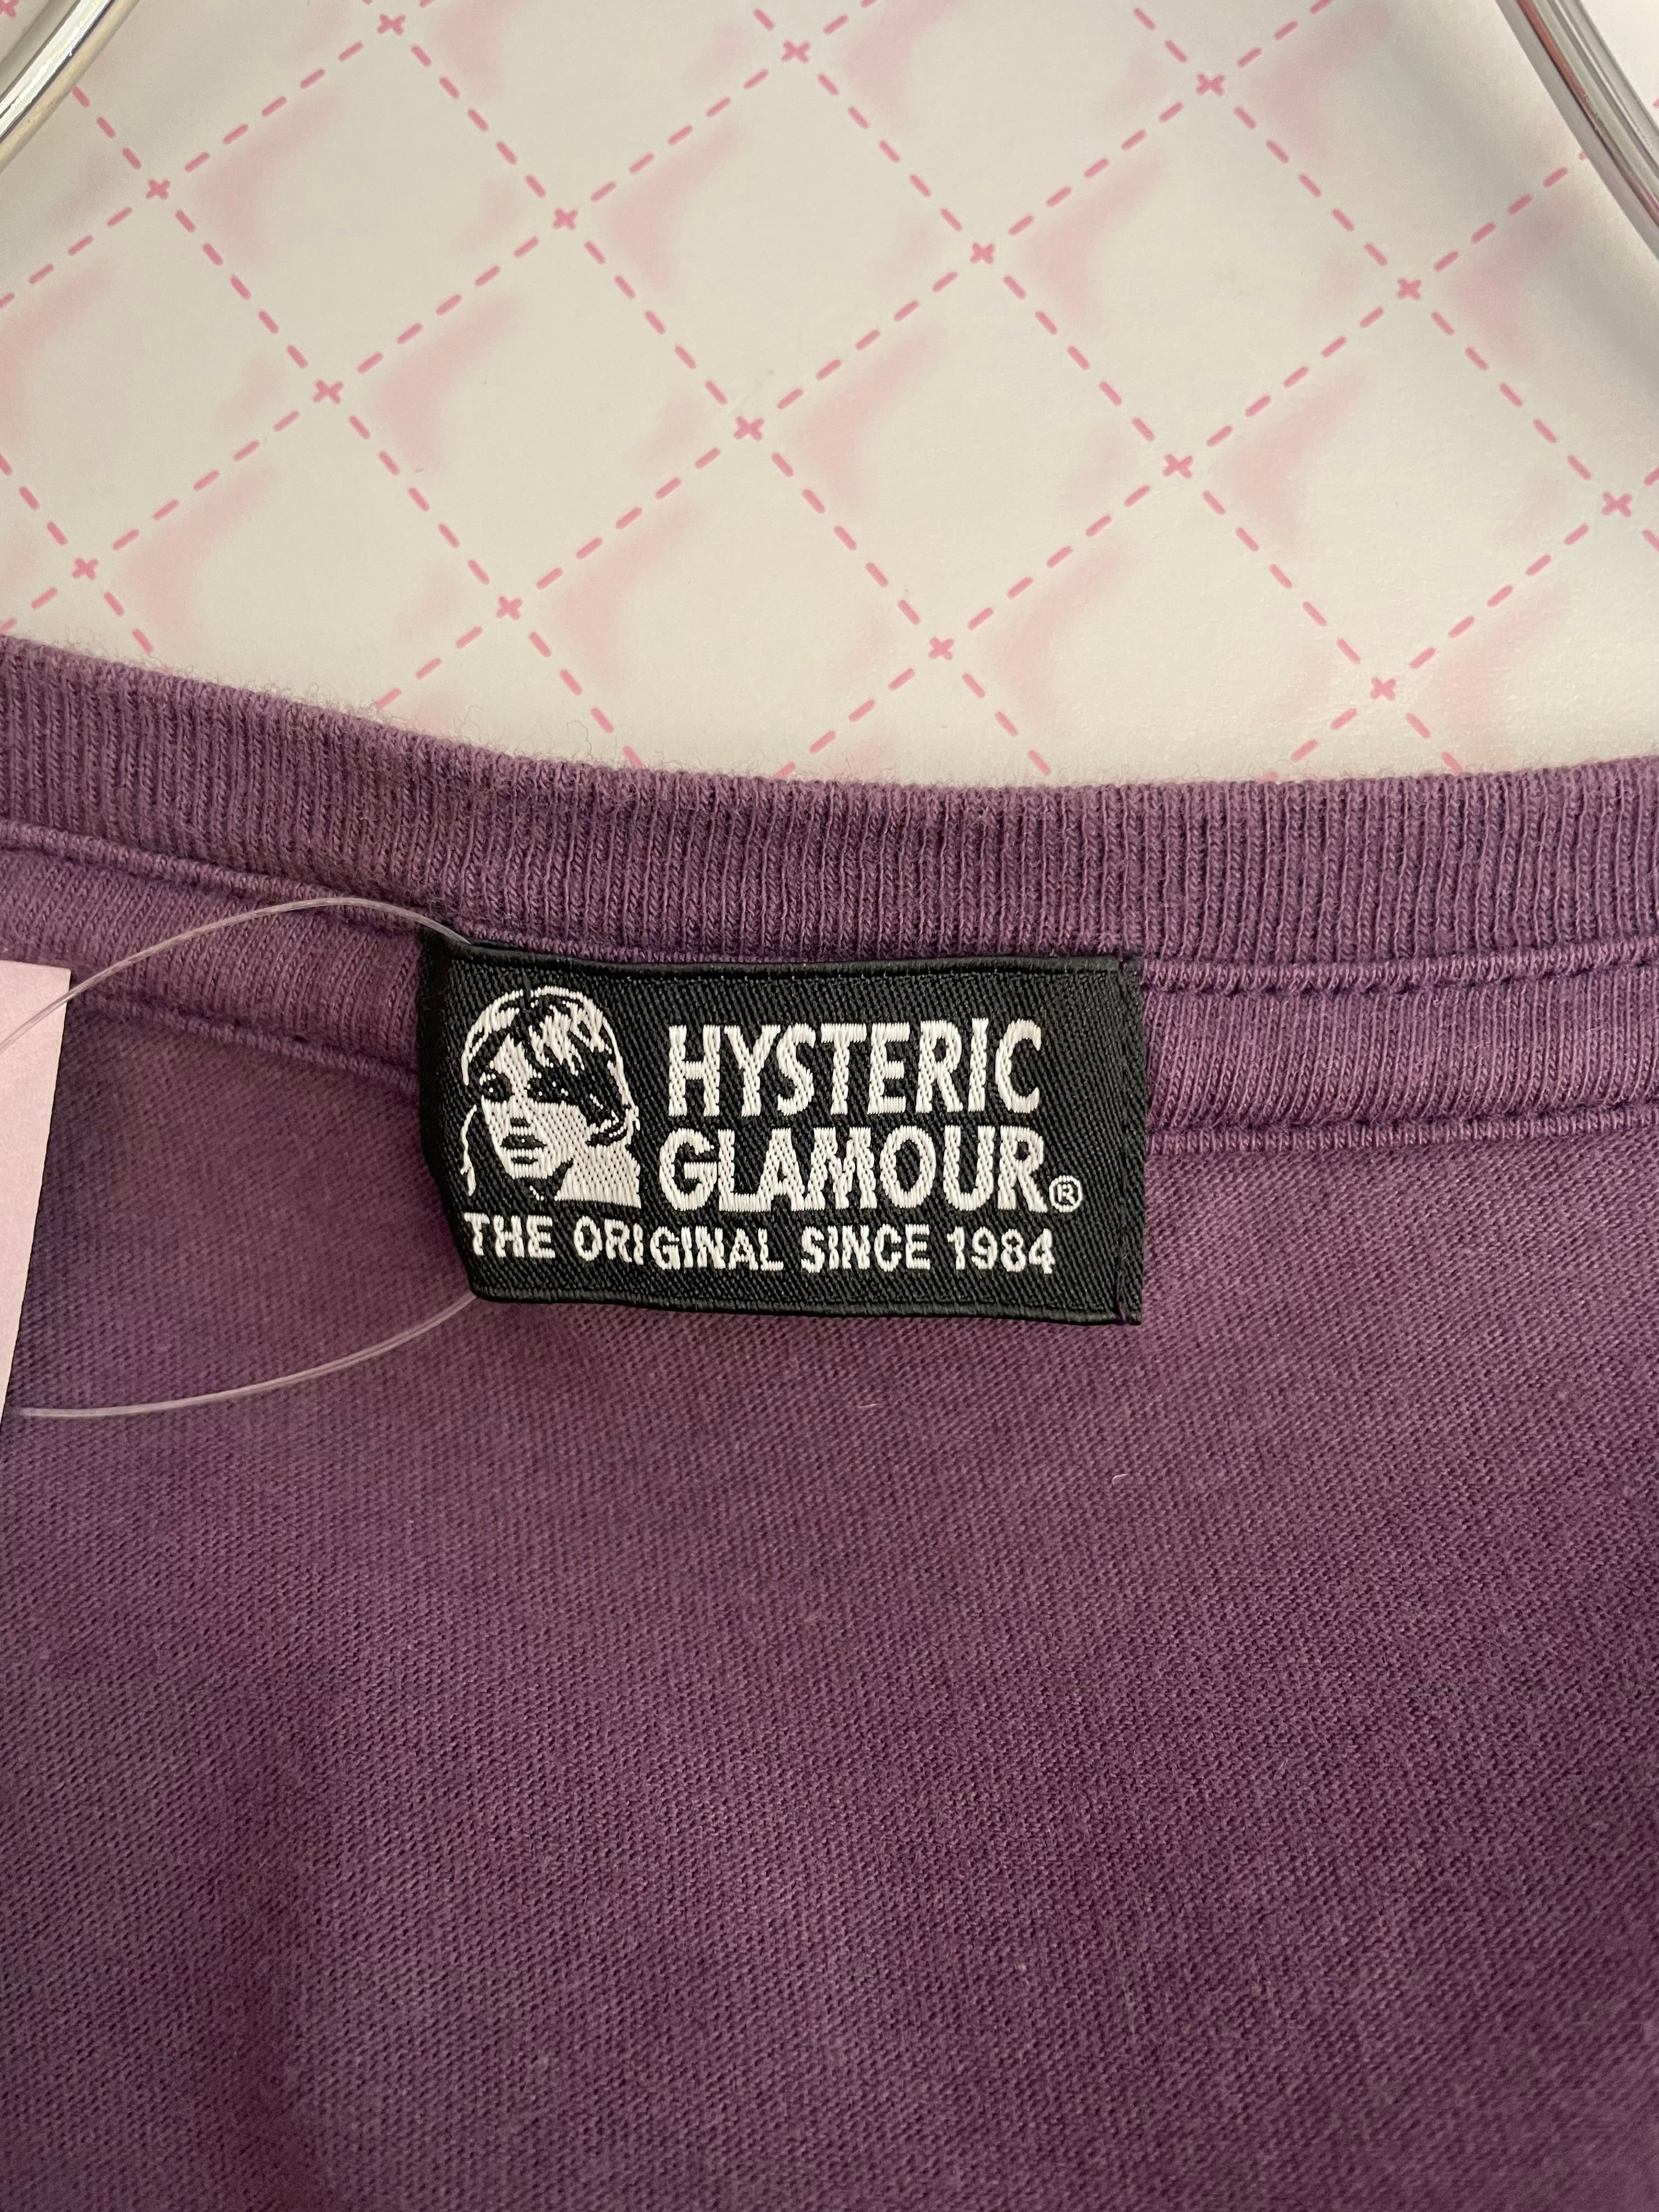 HYSTERIC
GLAMOUR®
THE ORIGINAL SINCE 1984